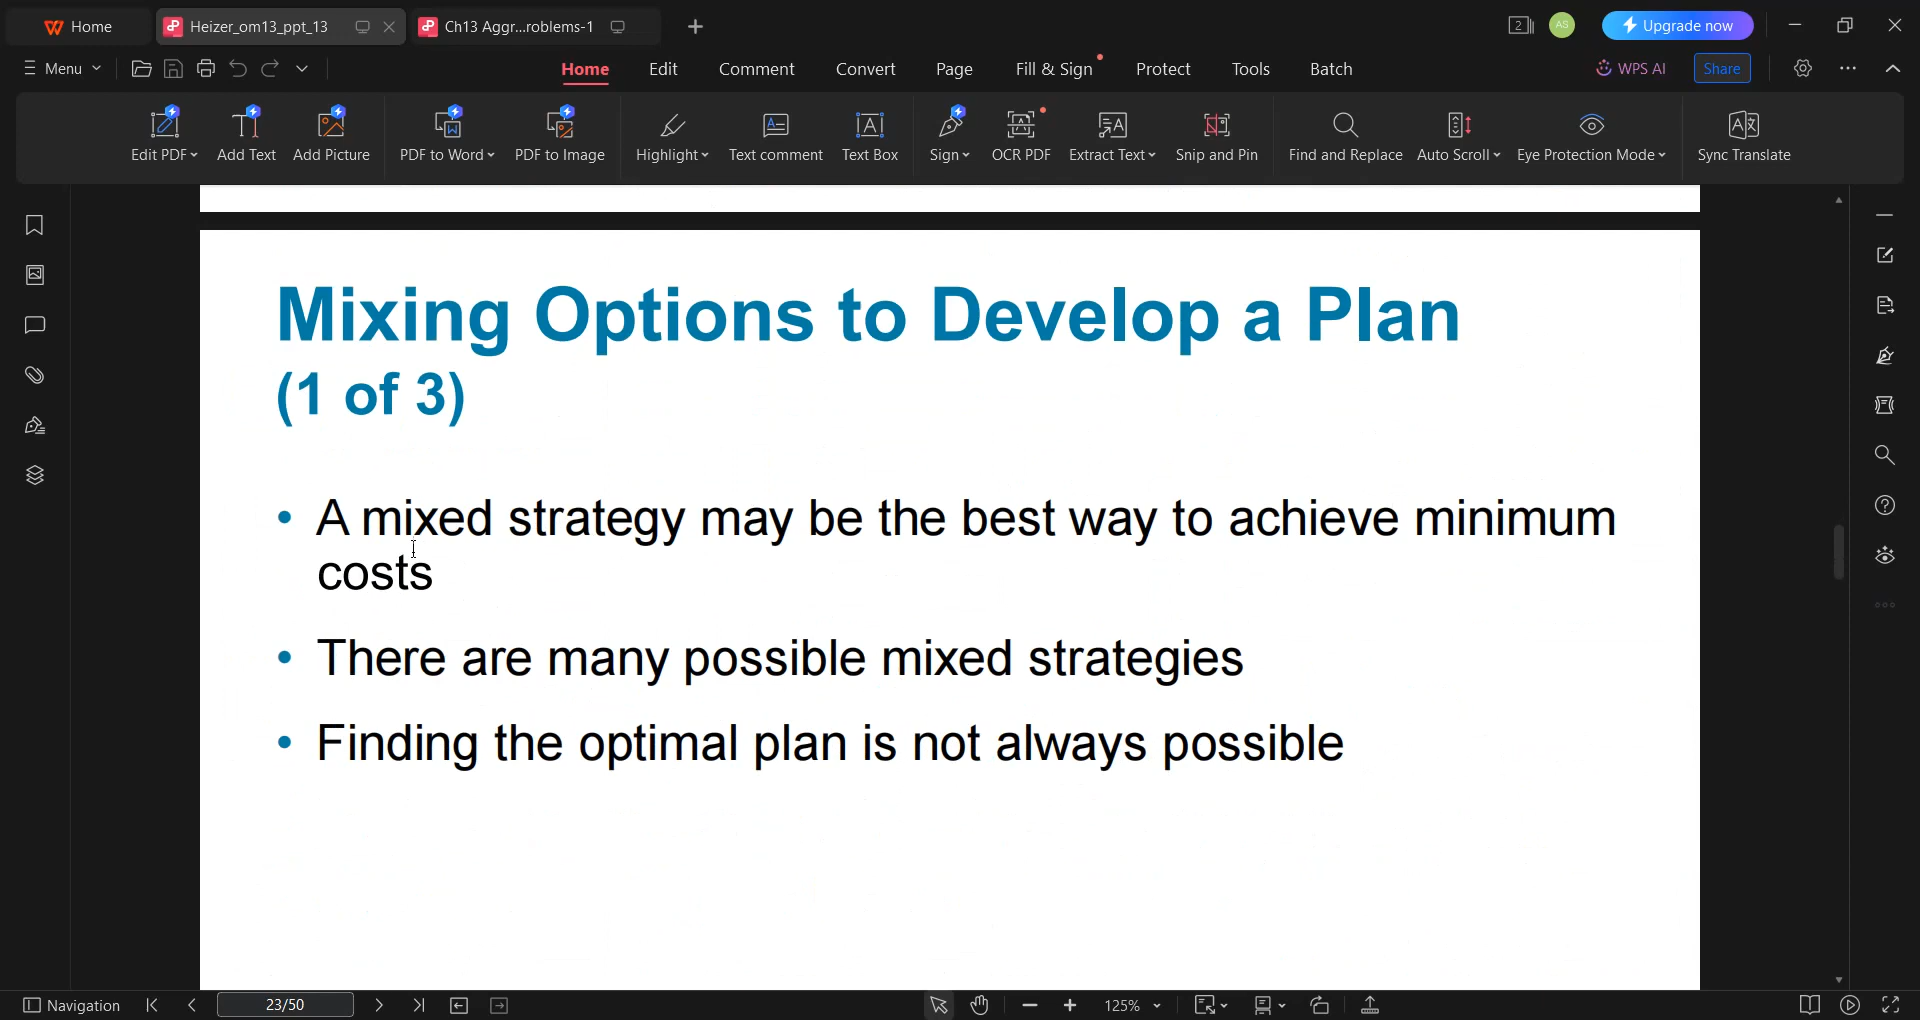 Home
Heizer_om13_ppt_13
Ch13 Aggr...roblems-1
2
AS
Upgrade now
Menu
Home
Edit
Comment
Convert
Page
Fill & Sign
Protect
Tools
Batch
WPS AI
Share
Edit PDF
Add Text
Add Picture
PDF to Word
PDF to Image
Highlight
Text comment
Text Box
Sign
OCR PDF
Extract Text
Snip and Pin
Find and Replace
Auto Scroll
Eye Protection Mode
Sync Translate
Mixing Options to Develop a Plan
(1 of 3)
• A mixed strategy may be the best way to achieve minimum
costs
• There are many possible mixed strategies
• Finding the optimal plan is not always possible
Navigation
23/50
125%